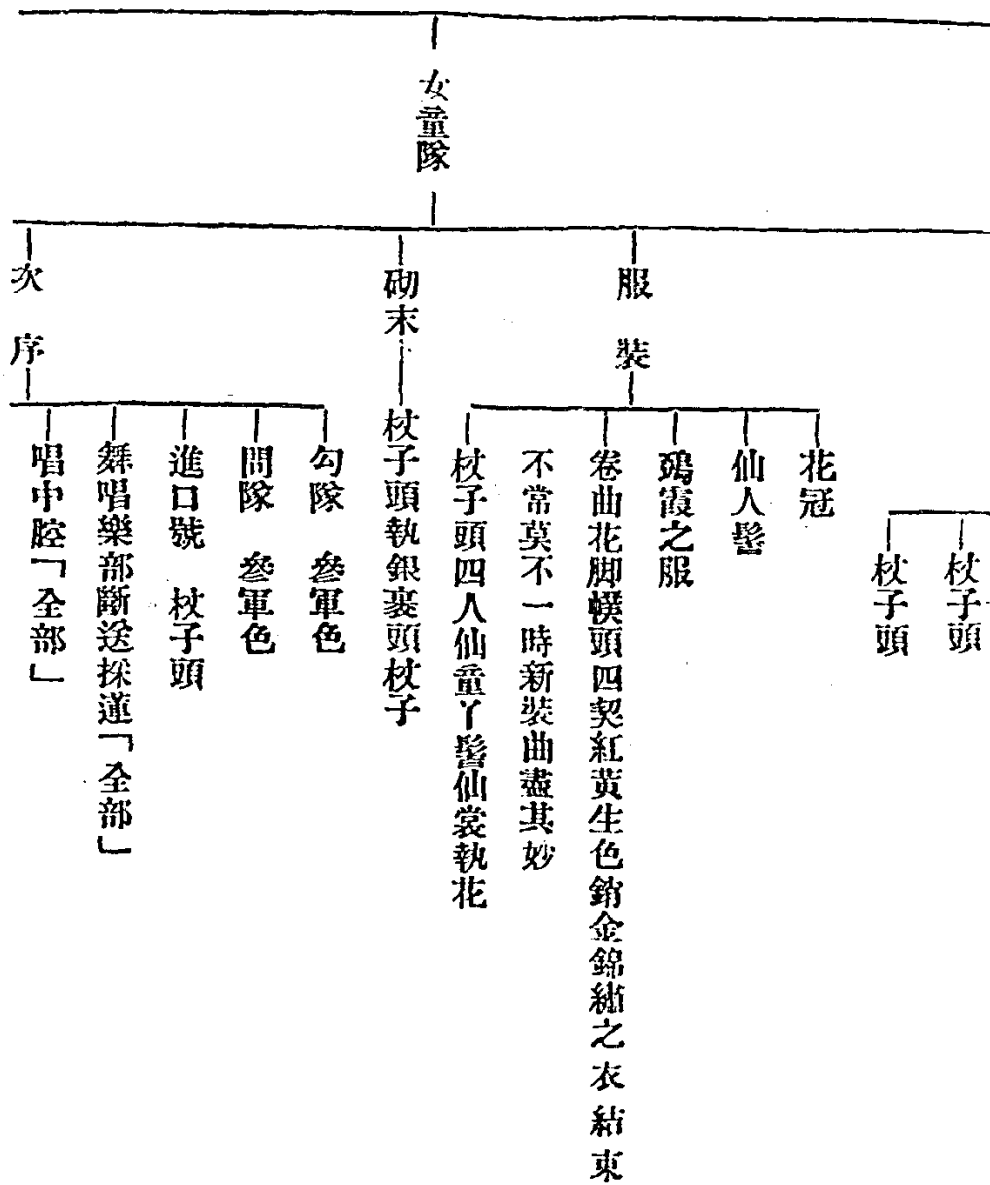 女童隊
服裝
砌末
次序
杖子頭
杖子頭
花冠
仙人髻
鵶霞之服
卷曲花脚幞頭四契紅黃生色銷金錦繡之衣結束
不常莫不一時新裝曲盡其妙
杖子頭四人仙童丫髻仙裳執花
杖子頭執銀裹頭杖子
勾隊 參軍色
問隊 參軍色
進口號 杖子頭
舞唱樂部斷送採蓮「全部」
唱中腔「全部」